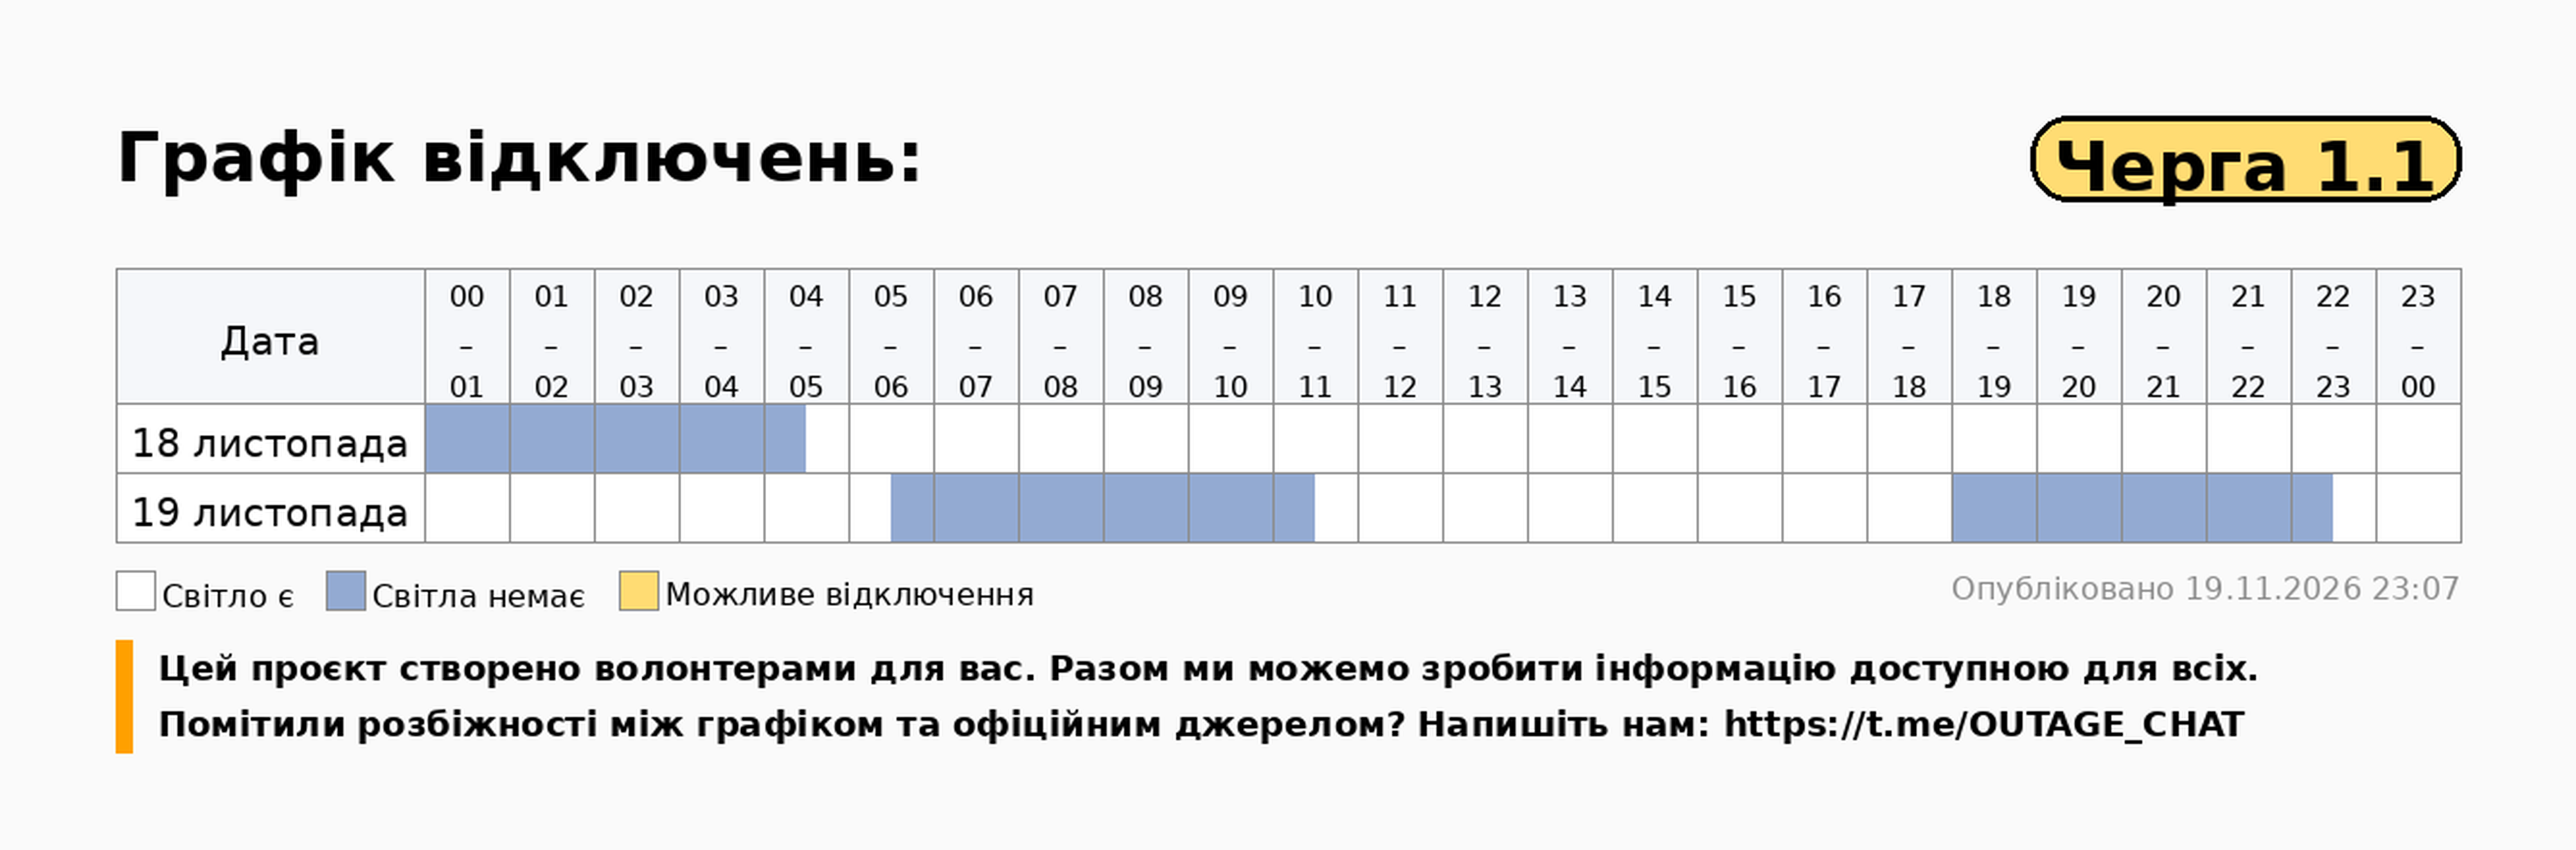 Графік відключень:
Черга 1.1
Дата 00 – 01 01 – 02 02 – 03 03 – 04 04 – 05 05 – 06 06 – 07 07 – 08 08 – 09 09 – 10 10 – 11 11 – 12 12 – 13 13 – 14 14 – 15 15 – 16 16 – 17 17 – 18 18 – 19 19 – 20 20 – 21 21 – 22 22 – 23 23 – 00
18 листопада
19 листопада
Світло є Світла немає Можливе відключення
Опубліковано 19.11.2026 23:07
Цей проєкт створено волонтерами для вас. Разом ми можемо зробити інформацію доступною для всіх.
Помітили розбіжності між графіком та офіційним джерелом? Напишіть нам: https://t.me/OUTAGE_CHAT